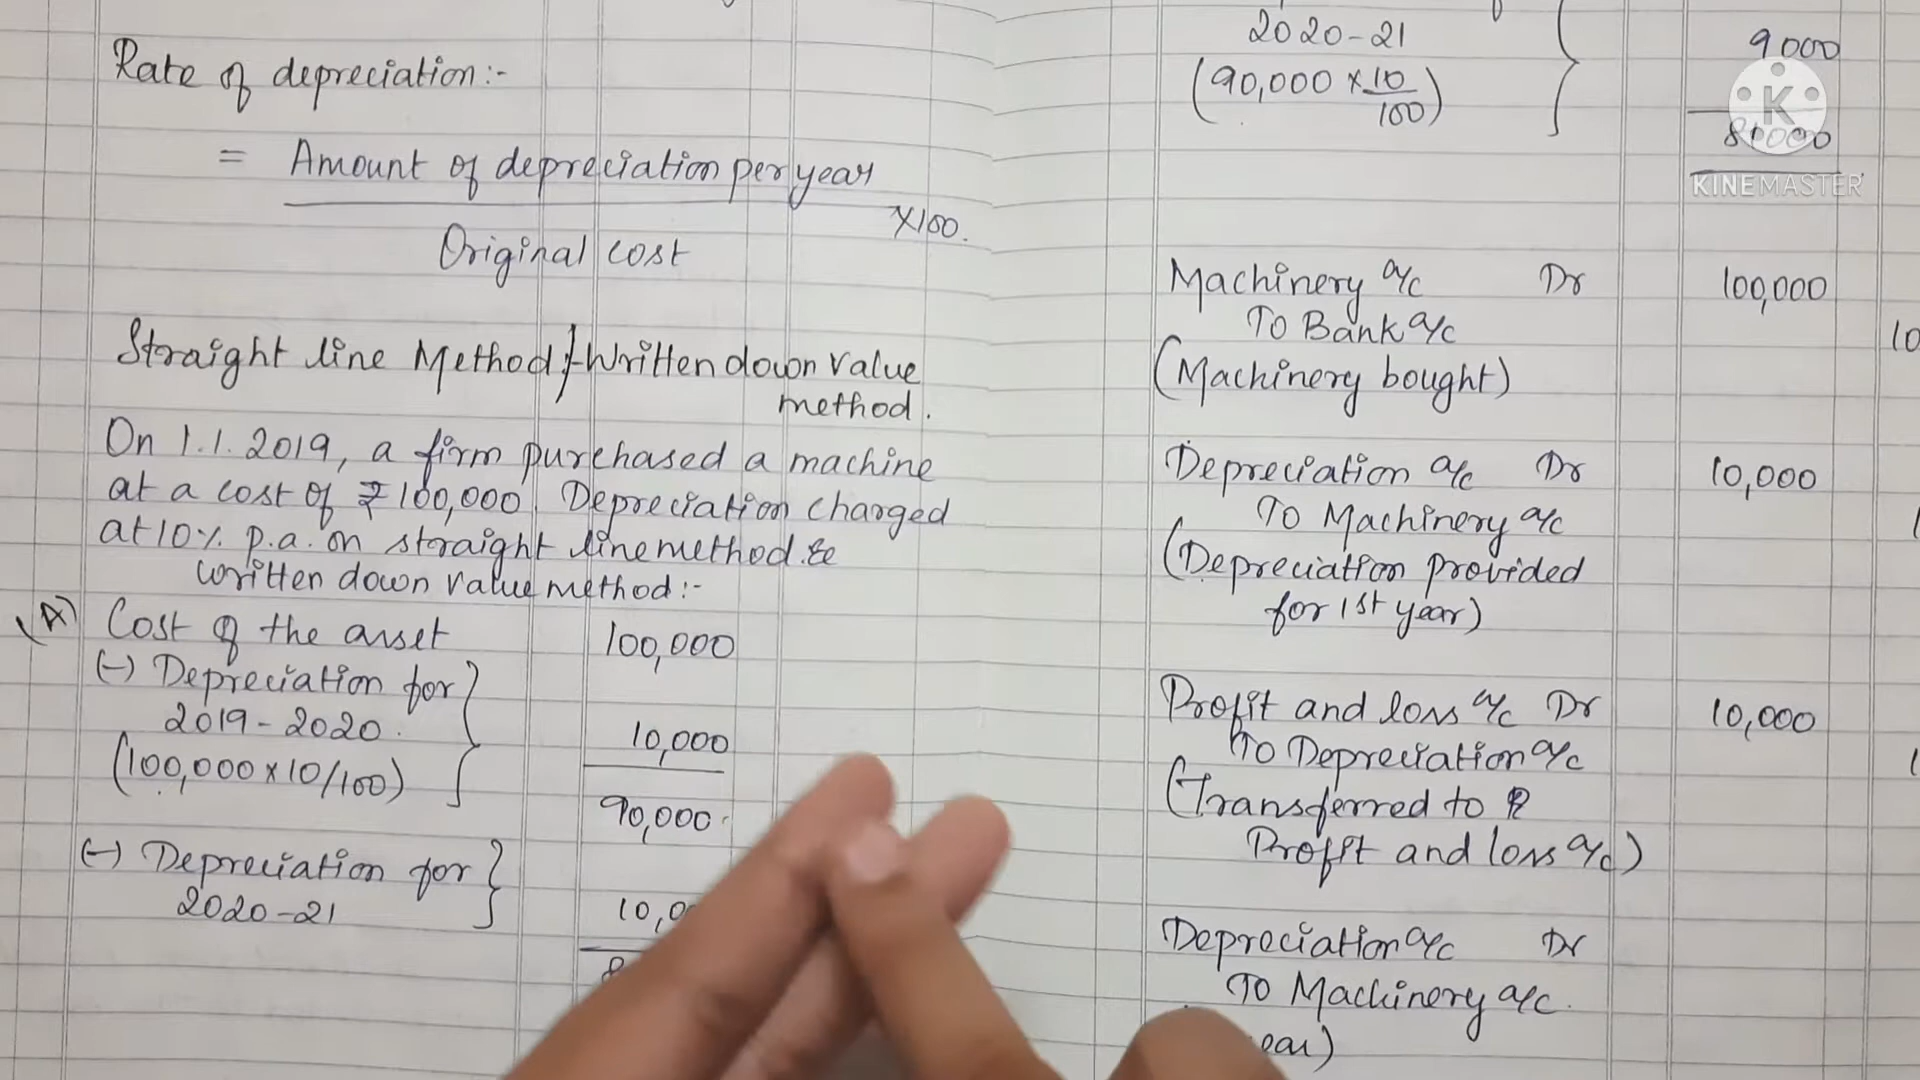 Rate of depreciation:-
= Amount of depreciation per year
×100.
Original cost
Straight line Method / Written down value
method.
On 1.1.2019, a firm purchased a machine
at a cost of ₹100,000. Depreciation charged
at 10% p.a. on straight line method &
written down value method:-
(A) Cost of the asset 100,000
(-) Depreciation for
2019-2020. 10,000
(100,000×10/100)
90,000
(-) Depreciation for
2020-21
2020-21 9000
(90,000×10/100)
KINEMASTER
Machinery a/c Dr 100,000
To Bank a/c 10
(Machinery bought)
Depreciation a/c Dr 10,000
To Machinery a/c
(Depreciation provided
for 1st year)
Profit and loss a/c Dr 10,000
To Depreciation a/c
(Transferred to
Profit and loss a/c)
Depreciation a/c Dr
To Machinery a/c.